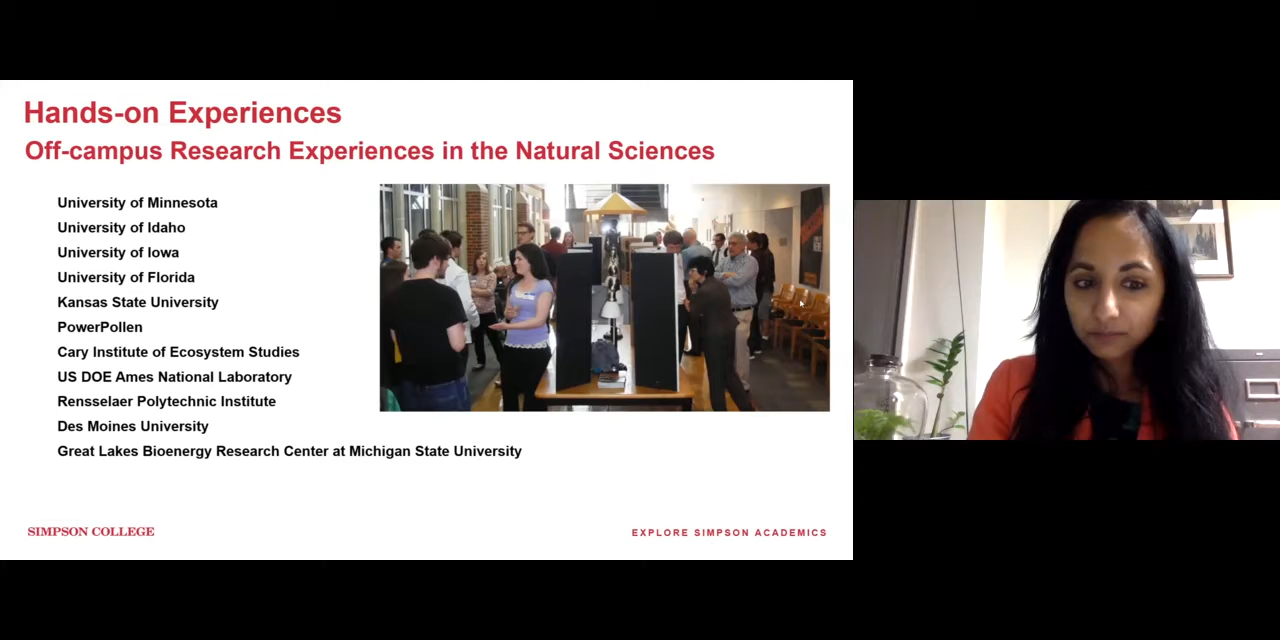 Hands-on Experiences
Off-campus Research Experiences in the Natural Sciences
University of Minnesota
University of Idaho
University of Iowa
University of Florida
Kansas State University
PowerPollen
Cary Institute of Ecosystem Studies
US DOE Ames National Laboratory
Rensselaer Polytechnic Institute
Des Moines University
Great Lakes Bioenergy Research Center at Michigan State University
SIMPSON COLLEGE
EXPLORE SIMPSON ACADEMICS